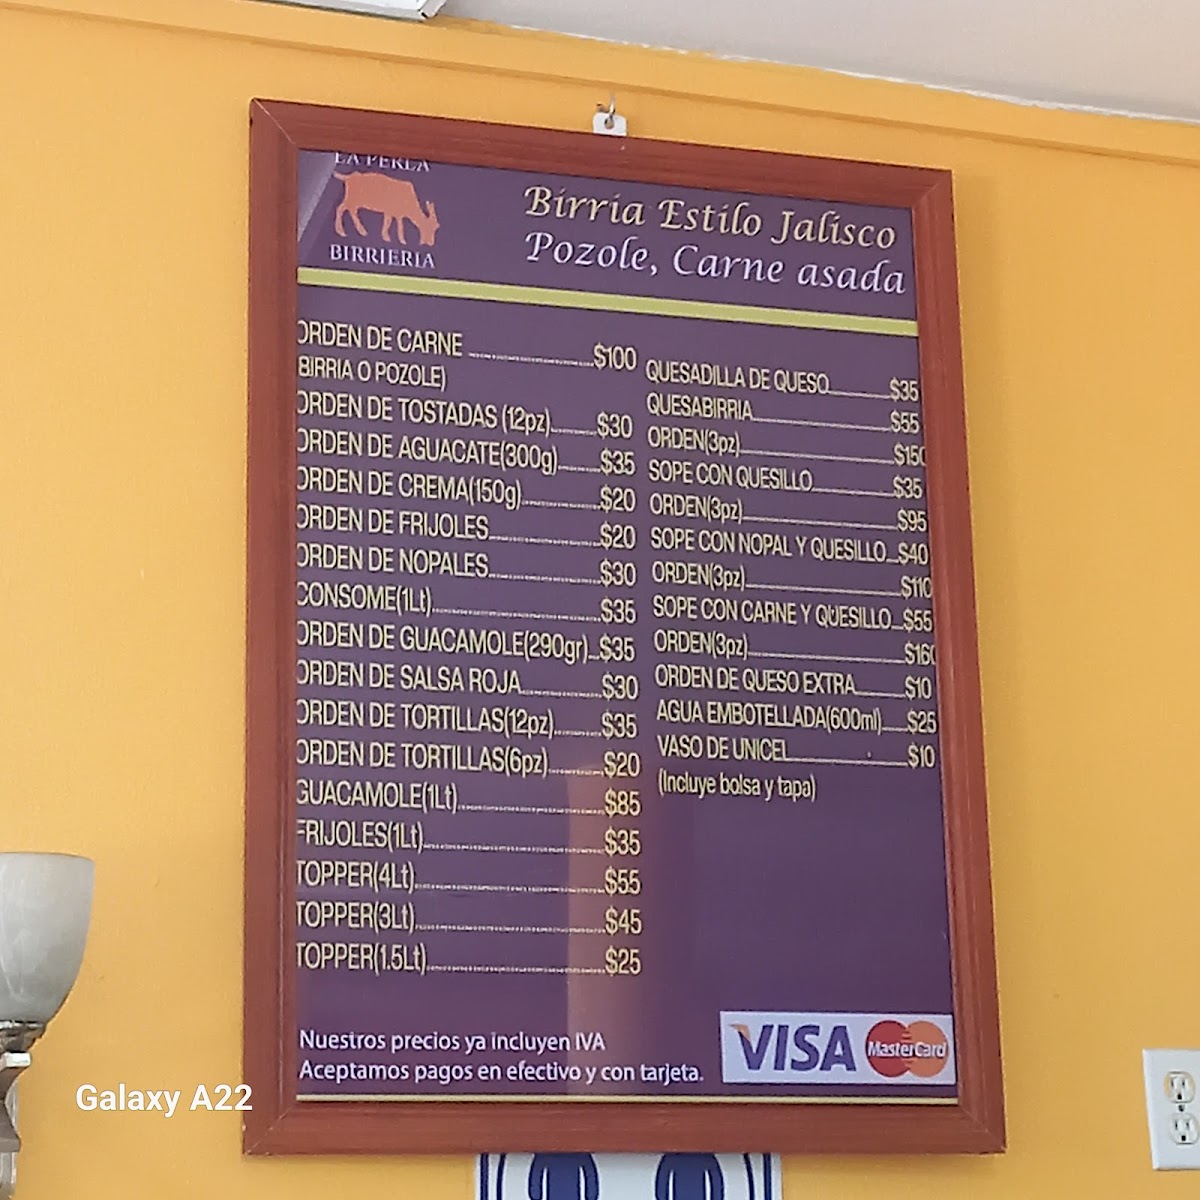 LA PERLA
BIRRIERIA
Birria Estilo Jalisco
Pozole, Carne asada
ORDEN DE CARNE $100
BIRRIA O POZOLE)
ORDEN DE TOSTADAS (12pz) $30
ORDEN DE AGUACATE(300g) $35
ORDEN DE CREMA(150g) $20
ORDEN DE FRIJOLES $20
ORDEN DE NOPALES $30
CONSOME(1Lt) $35
ORDEN DE GUACAMOLE(290gr) $35
ORDEN DE SALSA ROJA $30
ORDEN DE TORTILLAS(12pz) $35
ORDEN DE TORTILLAS(6pz) $20
GUACAMOLE(1Lt) $85
FRIJOLES(1Lt) $35
TOPPER(4Lt) $55
TOPPER(3Lt) $45
TOPPER(1.5Lt) $25
QUESADILLA DE QUESO $35
QUESABIRRIA $55
ORDEN(3pz) $150
SOPE CON QUESILLO $35
ORDEN(3pz) $95
SOPE CON NOPAL Y QUESILLO $40
ORDEN(3pz) $110
SOPE CON CARNE Y QUESILLO $55
ORDEN(3pz) $160
ORDEN DE QUESO EXTRA $10
AGUA EMBOTELLADA(600ml) $25
VASO DE UNICEL $10
(Incluye bolsa y tapa)
Nuestros precios ya incluyen IVA
Aceptamos pagos en efectivo y con tarjeta.
VISA MasterCard
Galaxy A22